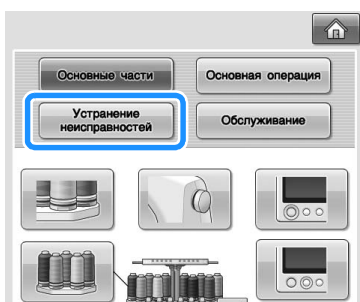 Основные части
Основная операция
Устранение
неисправностей
Обслуживание